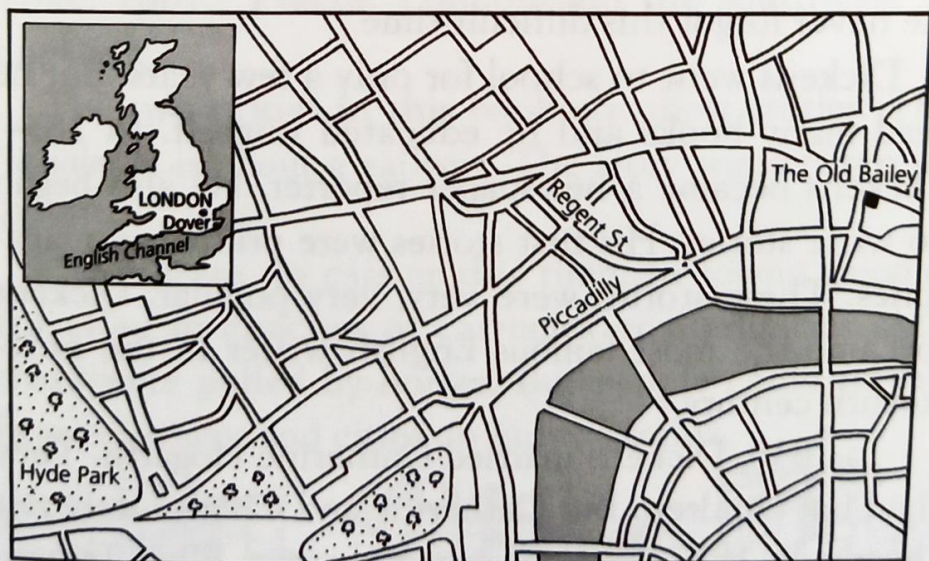 LONDON
Dover
English Channel
The Old Bailey
Regent St
Piccadilly
Hyde Park